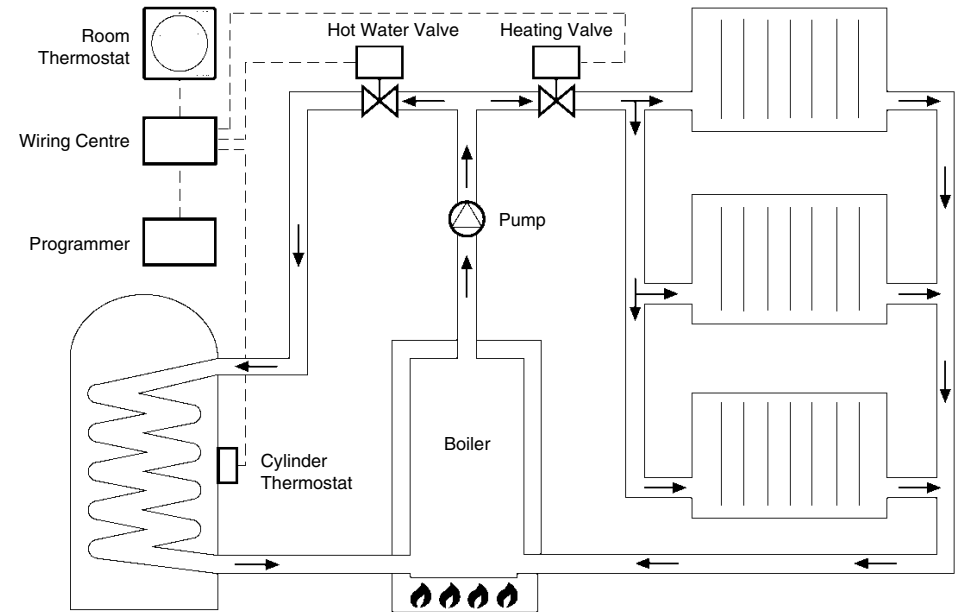 Room
Thermostat
Hot Water Valve
Heating Valve
Wiring Centre
Pump
Programmer
Boiler
Cylinder
Thermostat